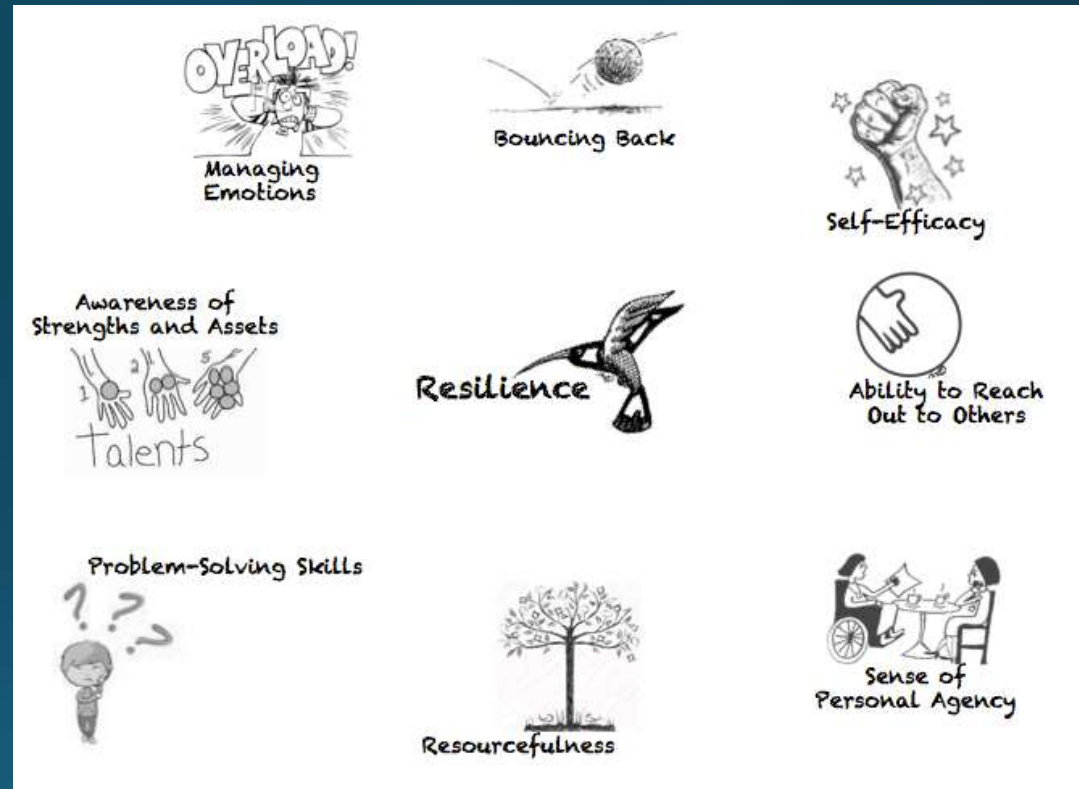 OVERLOAD!
Managing
Emotions
Bouncing Back
Self-Efficacy
Awareness of
Strengths and Assets
1 2 5
Talents
Resilience
Ability to Reach
Out to Others
Problem-Solving Skills
? ? ?
Resourcefulness
Sense of
Personal Agency